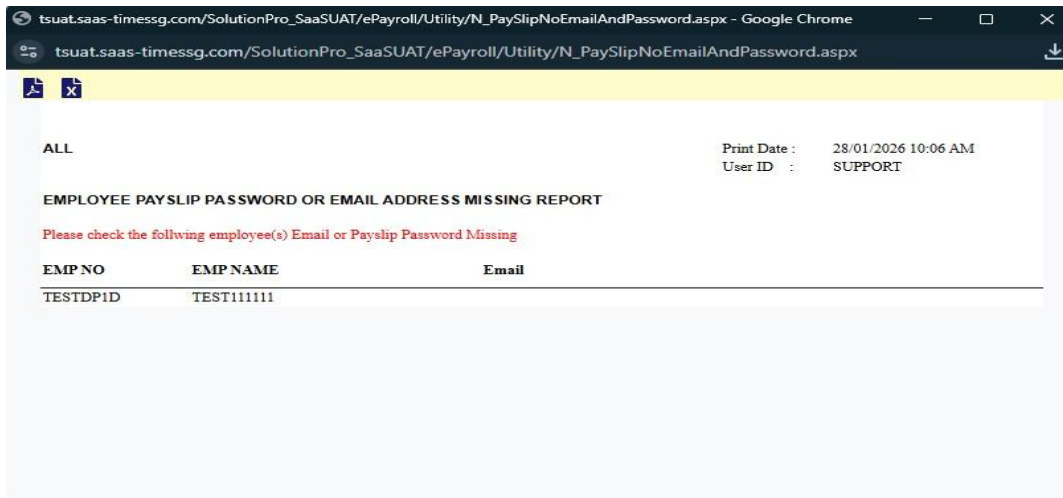 tsuat.saas-timessg.com/SolutionPro_SaaSUAT/ePayroll/Utility/N_PaySlipNoEmailAndPassword.aspx - Google Chrome
tsuat.saas-timessg.com/SolutionPro_SaaSUAT/ePayroll/Utility/N_PaySlipNoEmailAndPassword.aspx
ALL
Print Date : 28/01/2026 10:06 AM
User ID : SUPPORT
EMPLOYEE PAYSLIP PASSWORD OR EMAIL ADDRESS MISSING REPORT
Please check the follwing employee(s) Email or Payslip Password Missing
EMP NO EMP NAME Email
TESTDP1D TEST111111